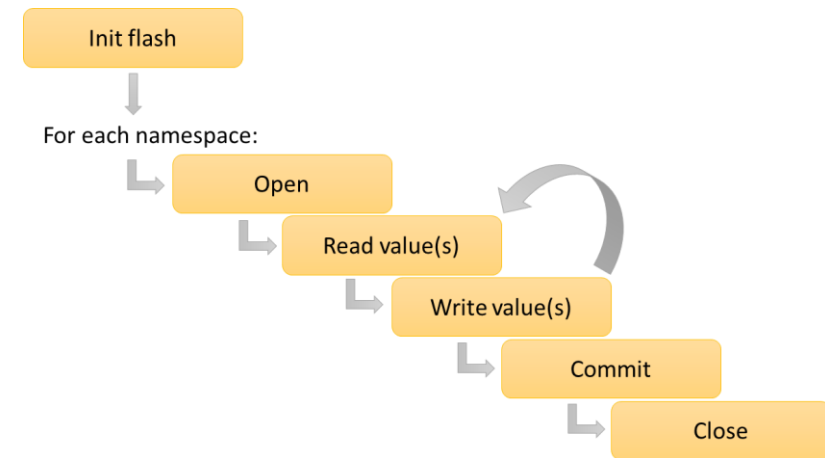 Init flash
For each namespace:
Open
Read value(s)
Write value(s)
Commit
Close